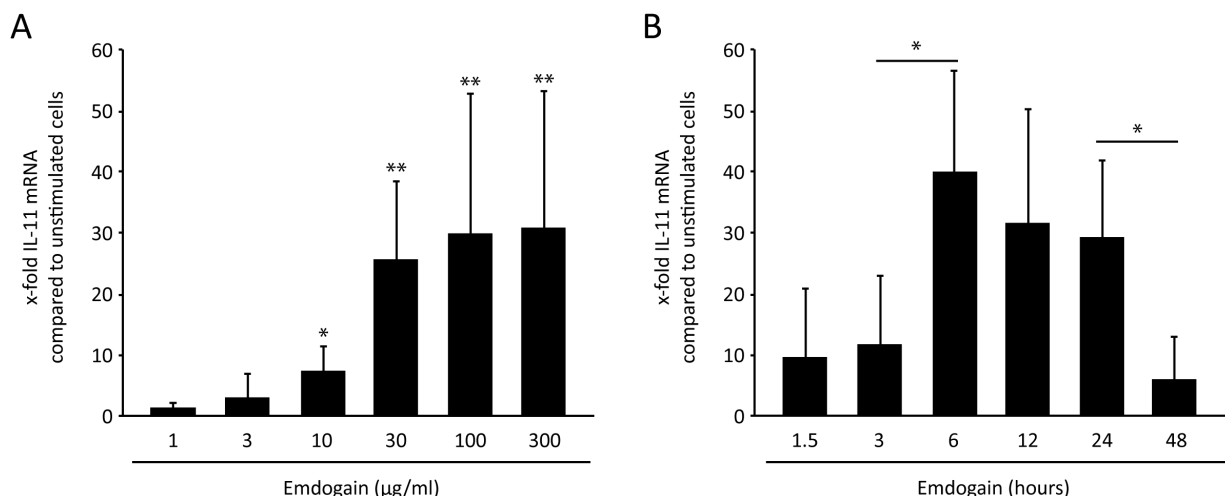 A
x-fold IL-11 mRNA
compared to unstimulated cells
60
50
40
30
20
10
0
*
**
**
**
1 3 10 30 100 300
Emdogain (µg/ml)
B
x-fold IL-11 mRNA
compared to unstimulated cells
60
50
40
30
20
10
0
*
*
1.5 3 6 12 24 48
Emdogain (hours)